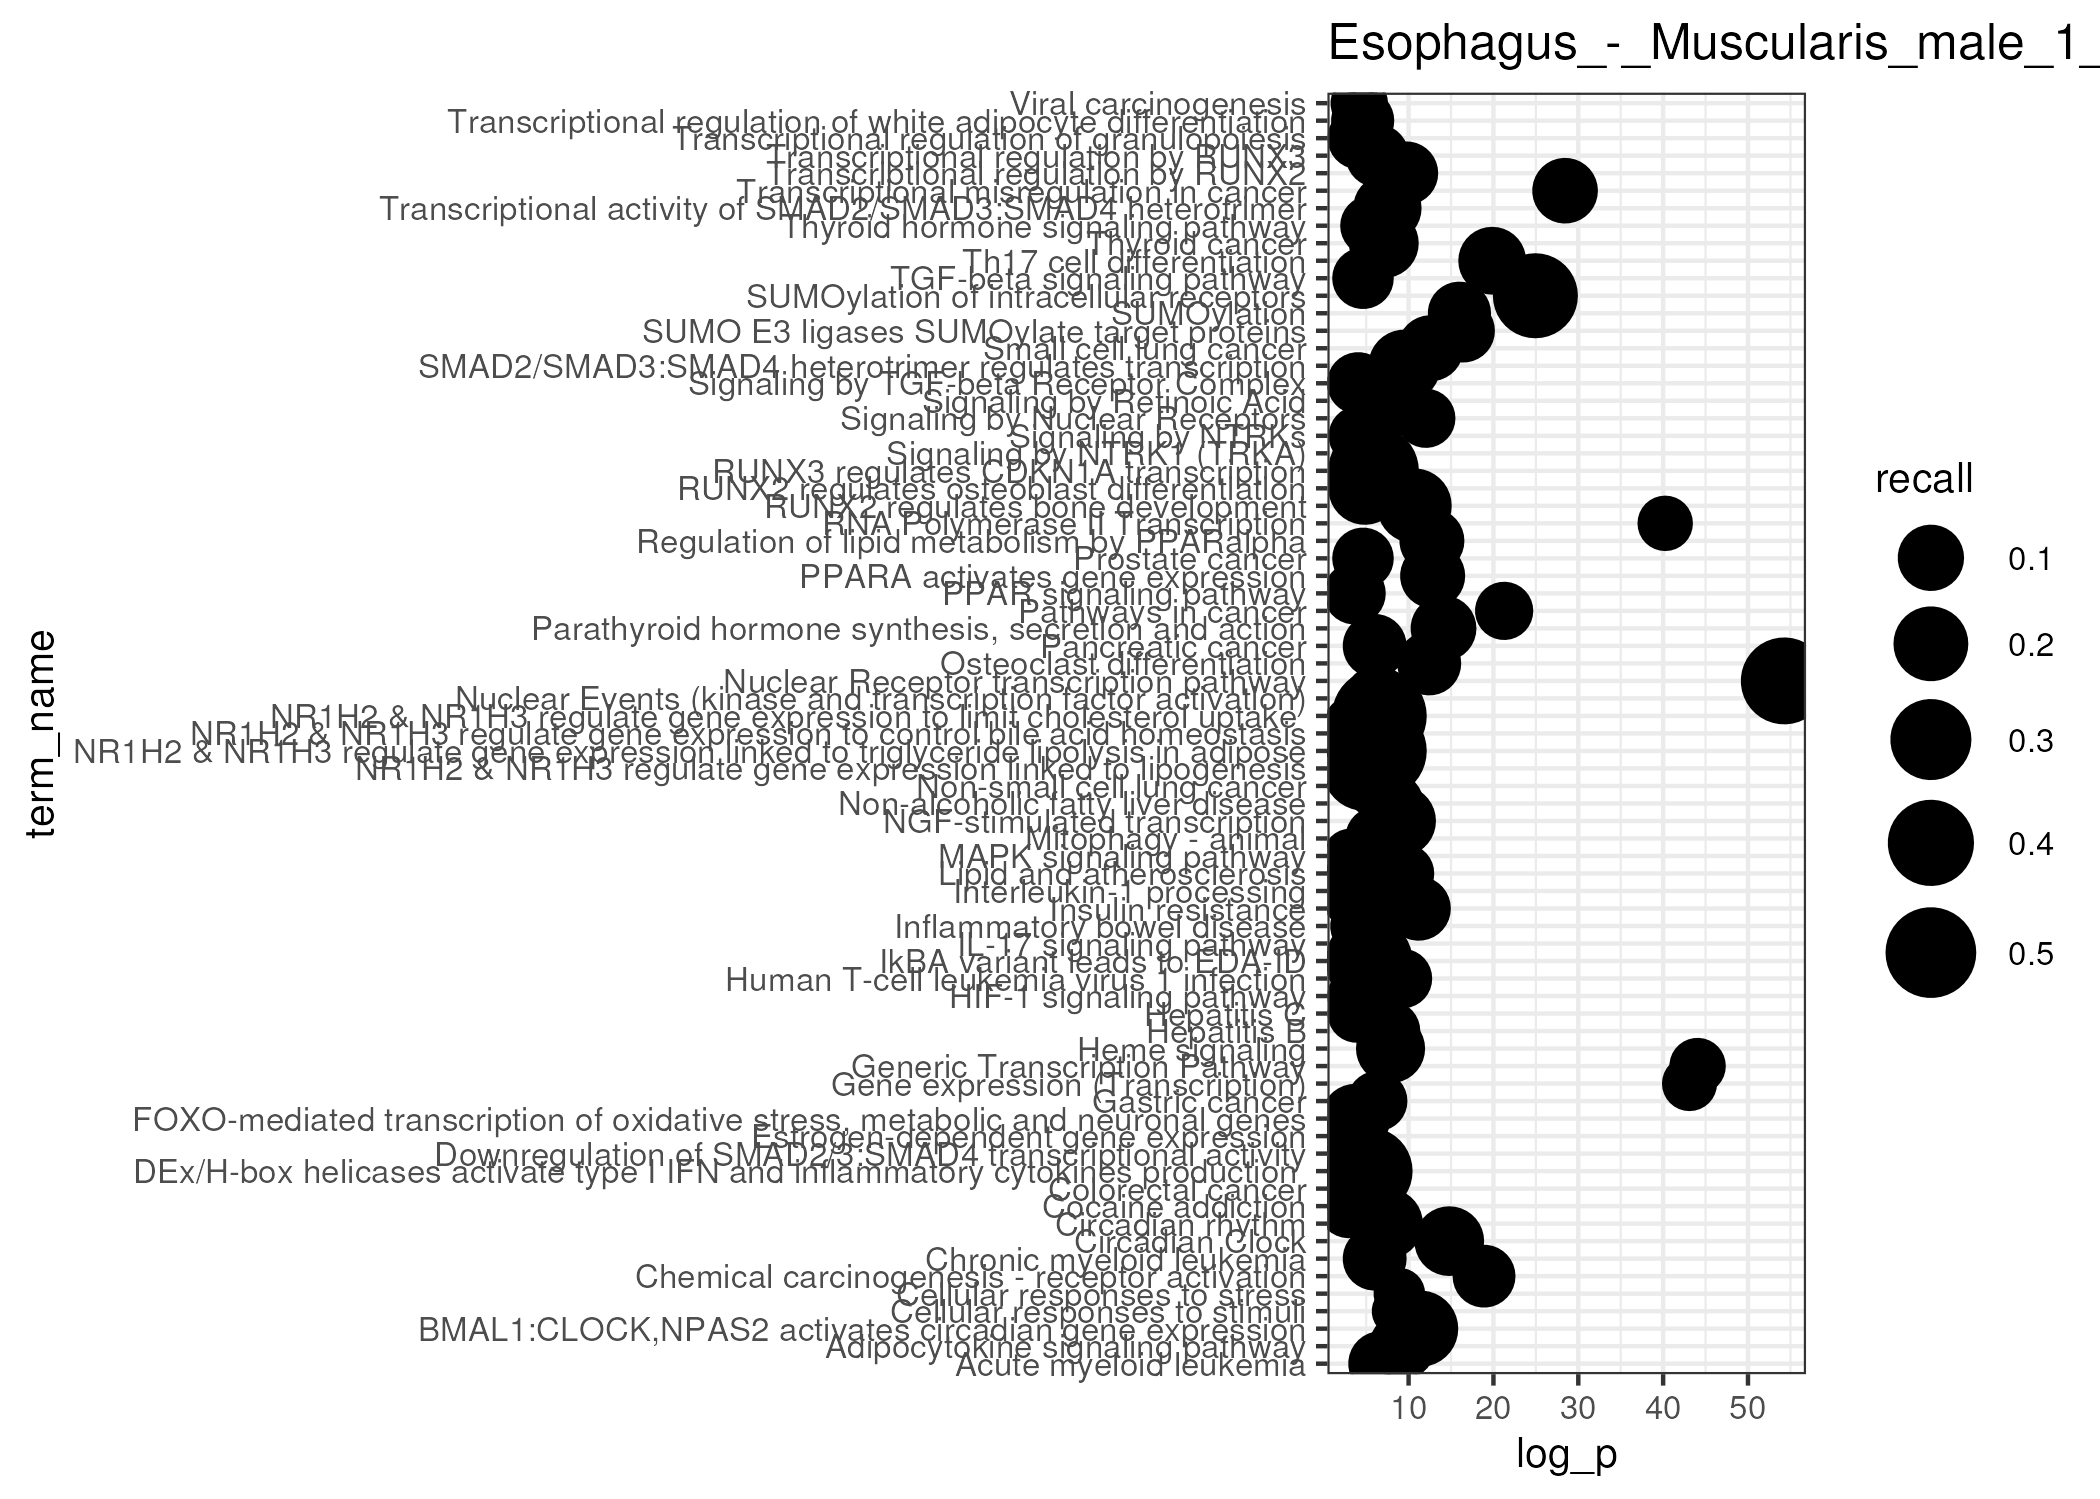 Esophagus_-_Muscularis_male_1_
term_name
Viral carcinogenesis
Transcriptional regulation of white adipocyte differentiation
Transcriptional regulation of granulopoiesis
Transcriptional regulation by RUNX3
Transcriptional regulation by RUNX2
Transcriptional misregulation in cancer
Transcriptional activity of SMAD2/SMAD3:SMAD4 heterotrimer
Thyroid hormone signaling pathway
Thyroid cancer
Th17 cell differentiation
TGF-beta signaling pathway
SUMOylation of intracellular receptors
SUMOylation
SUMO E3 ligases SUMOylate target proteins
Small cell lung cancer
SMAD2/SMAD3:SMAD4 heterotrimer regulates transcription
Signaling by TGF-beta Receptor Complex
Signaling by Retinoic Acid
Signaling by Nuclear Receptors
Signaling by NTRKs
Signaling by NTRK1 (TRKA)
RUNX3 regulates CDKN1A transcription
RUNX2 regulates osteoblast differentiation
RUNX2 regulates bone development
RNA Polymerase II Transcription
Regulation of lipid metabolism by PPARalpha
Prostate cancer
PPARA activates gene expression
PPAR signaling pathway
Pathways in cancer
Parathyroid hormone synthesis, secretion and action
Pancreatic cancer
Osteoclast differentiation
Nuclear Receptor transcription pathway
Nuclear Events (kinase and transcription factor activation)
NR1H2 & NR1H3 regulate gene expression to limit cholesterol uptake
NR1H2 & NR1H3 regulate gene expression to control bile acid homeostasis
NR1H2 & NR1H3 regulate gene expression linked to triglyceride lipolysis in adipose
NR1H2 & NR1H3 regulate gene expression linked to lipogenesis
Non-small cell lung cancer
Non-alcoholic fatty liver disease
NGF-stimulated transcription
Mitophagy - animal
MAPK signaling pathway
Lipid and atherosclerosis
Interleukin-1 processing
Insulin resistance
Inflammatory bowel disease
IL-17 signaling pathway
IkBA variant leads to EDA-ID
Human T-cell leukemia virus 1 infection
HIF-1 signaling pathway
Hepatitis C
Hepatitis B
Heme signaling
Generic Transcription Pathway
Gene expression (Transcription)
Gastric cancer
FOXO-mediated transcription of oxidative stress, metabolic and neuronal genes
Estrogen-dependent gene expression
Downregulation of SMAD2/3:SMAD4 transcriptional activity
DEx/H-box helicases activate type I IFN and inflammatory cytokines production
Colorectal cancer
Cocaine addiction
Circadian rhythm
Circadian Clock
Chronic myeloid leukemia
Chemical carcinogenesis - receptor activation
Cellular responses to stress
Cellular responses to stimuli
BMAL1:CLOCK,NPAS2 activates circadian gene expression
Adipocytokine signaling pathway
Acute myeloid leukemia
10 20 30 40 50
log_p
recall
0.1
0.2
0.3
0.4
0.5